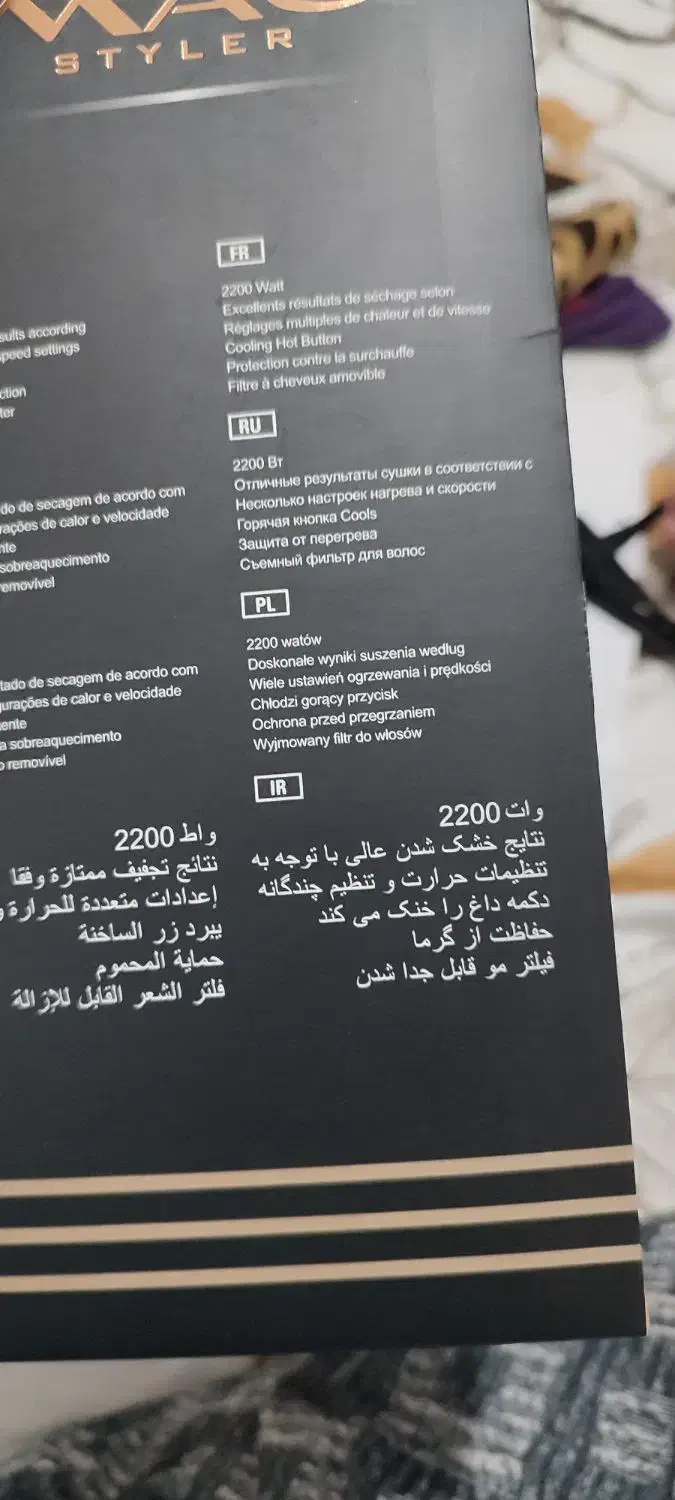 STYLER
sults according
peed settings
ction
ter
do de secagem de acordo com
rações de calor e velocidade
nte
sobreaquecimento
emovível
tado de secagem de acordo com
gurações de calor e velocidade
ente
a sobreaquecimento
o removível
واط 2200
نتائج تجفيف ممتازة وفقا
إعدادات متعددة للحرارة و
يبرد زر الساخنة
حماية المحموم
فلتر الشعر القابل للإزالة
FR
2200 Watt
Excellents résultats de séchage selon
Réglages multiples de chaleur et de vitesse
Cooling Hot Button
Protection contre la surchauffe
Filtre à cheveux amovible
RU
2200 Вт
Отличные результаты сушки в соответствии с
Несколько настроек нагрева и скорости
Горячая кнопка Cools
Защита от перегрева
Съемный фильтр для волос
PL
2200 watów
Doskonałe wyniki suszenia według
Wiele ustawień ogrzewania i prędkości
Chłodzi gorący przycisk
Ochrona przed przegrzaniem
Wyjmowany filtr do włosów
IR
وات 2200
نتایج خشک شدن عالی با توجه به
تنظیمات حرارت و تنظیم چندگانه
دکمه داغ را خنک می کند
حفاظت از گرما
فیلتر مو قابل جدا شدن